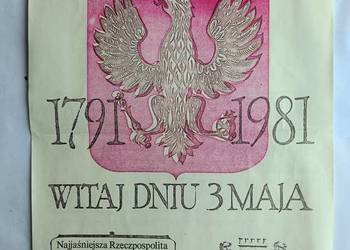 1791 1981
WITAJ DNIU 3 MAJA
Najjaśniejsza Rzeczpospolita